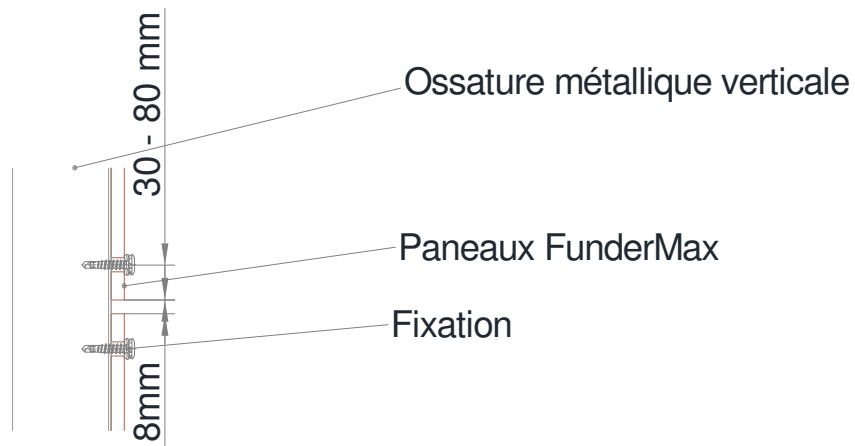 30 - 80 mm
Ossature métallique verticale
Paneaux FunderMax
Fixation
8mm